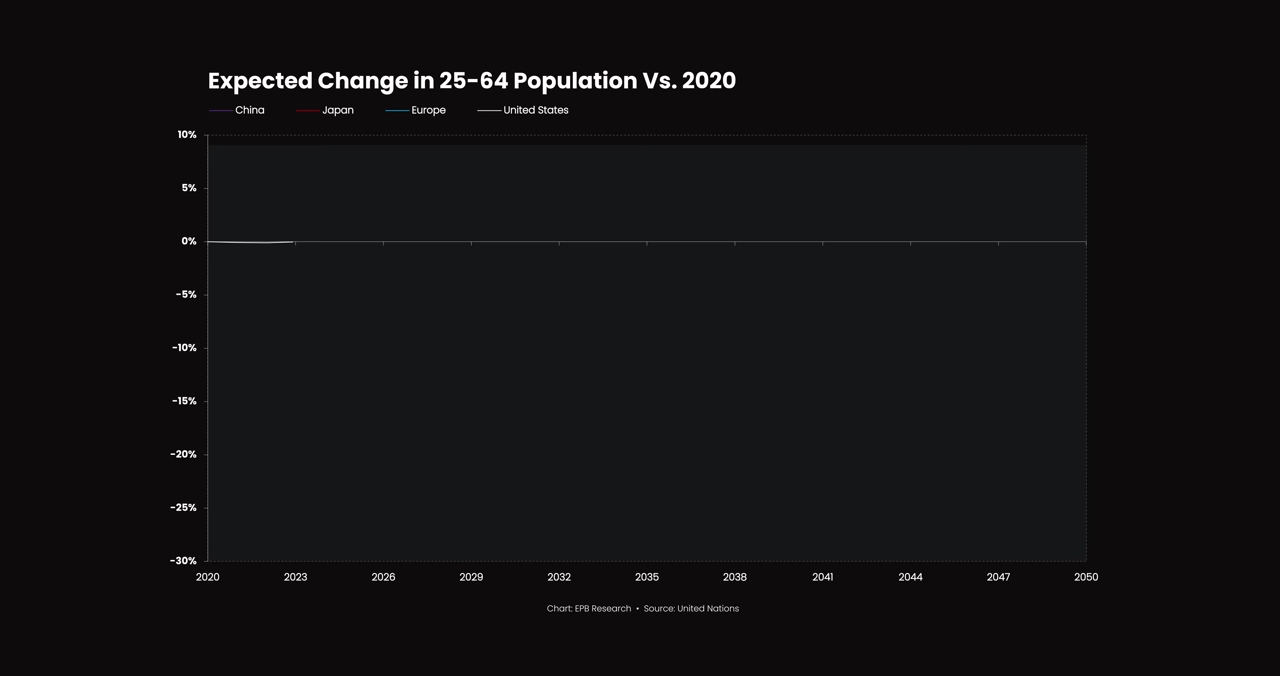 Expected Change in 25-64 Population Vs. 2020
China Japan Europe United States
10%
5%
0%
-5%
-10%
-15%
-20%
-25%
-30%
2020 2023 2026 2029 2032 2035 2038 2041 2044 2047 2050
Chart: EPB Research • Source: United Nations